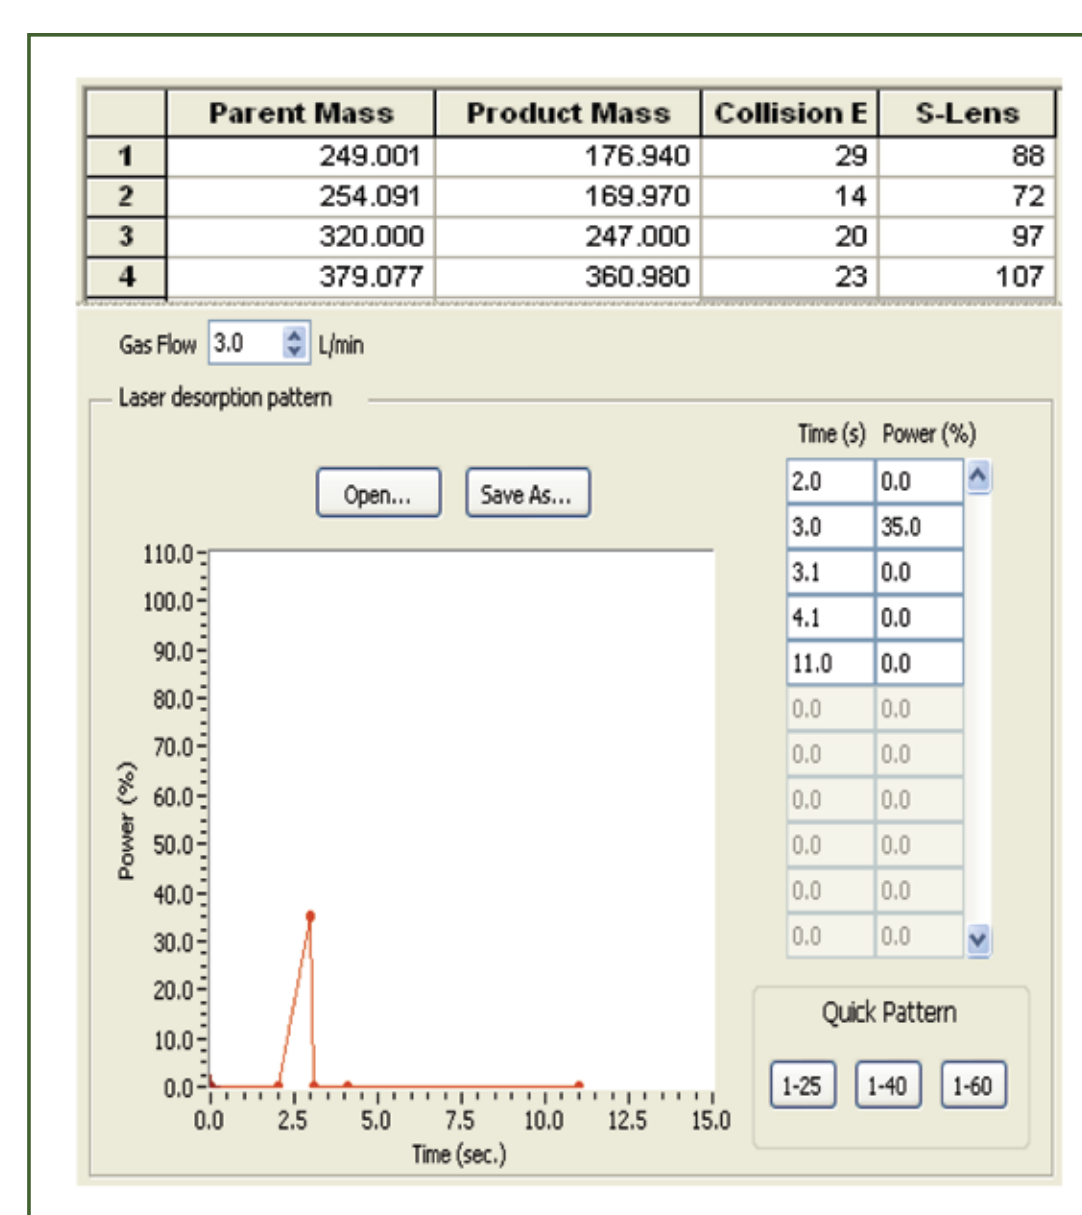 Parent Mass Product Mass Collision E S-Lens
1 249.001 176.940 29 88
2 254.091 169.970 14 72
3 320.000 247.000 20 97
4 379.077 360.980 23 107
Gas Flow 3.0 L/min
Laser desorption pattern
Time (s) Power (%)
Open... Save As...
2.0 0.0
3.0 35.0
3.1 0.0
4.1 0.0
11.0 0.0
0.0 0.0
0.0 0.0
0.0 0.0
0.0 0.0
0.0 0.0
0.0 0.0
110.0
100.0
90.0
80.0
70.0
60.0
50.0
40.0
30.0
20.0
10.0
0.0
Power (%)
0.0 2.5 5.0 7.5 10.0 12.5 15.0
Time (sec.)
Quick Pattern
1-25 1-40 1-60